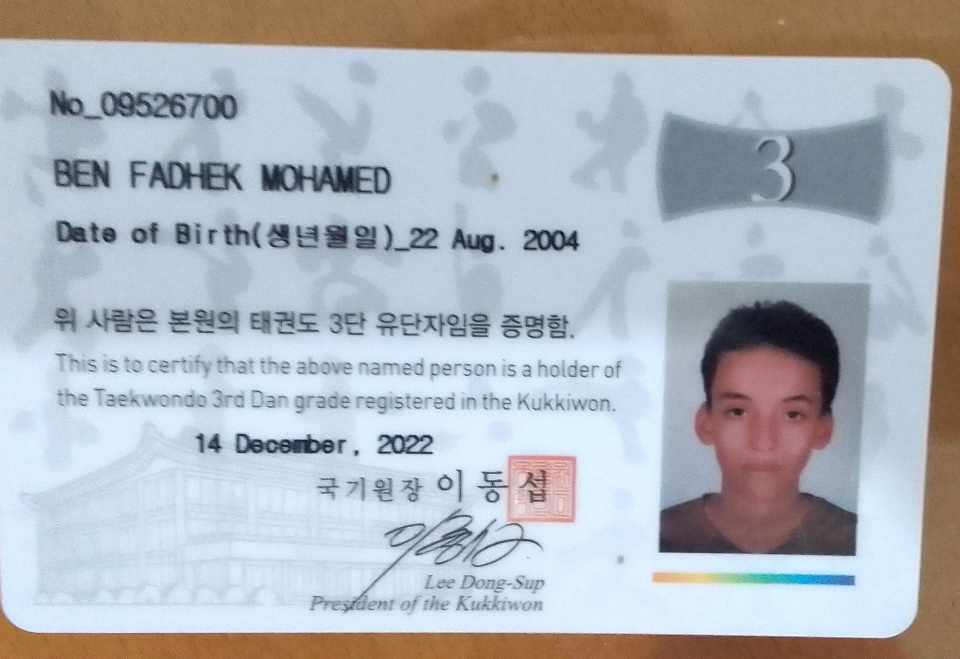 No_09526700
3
BEN FADHEK MOHAMED
Date of Birth(생년월일)_22 Aug. 2004
위 사람은 본원의 태권도 3단 유단자임을 증명함.
This is to certify that the above named person is a holder of
the Taekwondo 3rd Dan grade registered in the Kukkiwon.
14 December, 2022
국기원장 이동섭
Lee Dong-Sup
President of the Kukkiwon